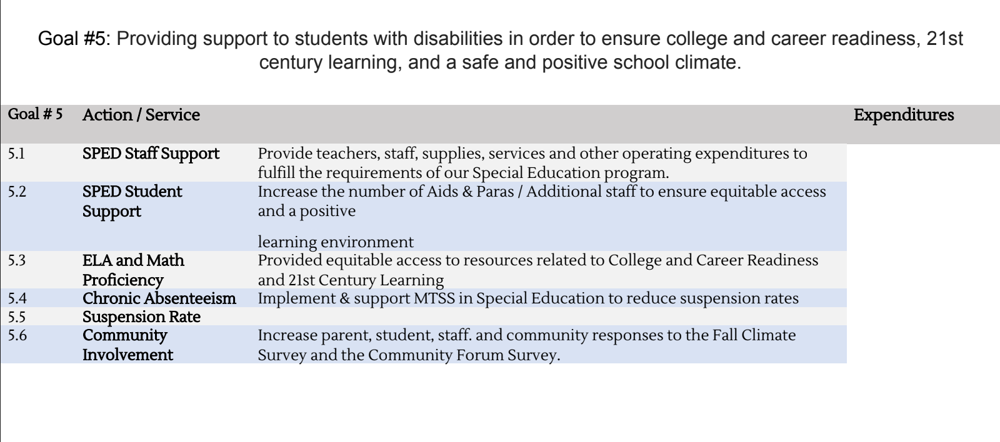 Goal #5: Providing support to students with disabilities in order to ensure college and career readiness, 21st
century learning, and a safe and positive school climate.
Goal # 5 Action / Service Expenditures
5.1 SPED Staff Support Provide teachers, staff, supplies, services and other operating expenditures to
fulfill the requirements of our Special Education program.
5.2 SPED Student Increase the number of Aids & Paras / Additional staff to ensure equitable access
Support and a positive
learning environment
5.3 ELA and Math Provided equitable access to resources related to College and Career Readiness
Proficiency and 21st Century Learning
5.4 Chronic Absenteeism Implement & support MTSS in Special Education to reduce suspension rates
5.5 Suspension Rate
5.6 Community Increase parent, student, staff. and community responses to the Fall Climate
Involvement Survey and the Community Forum Survey.